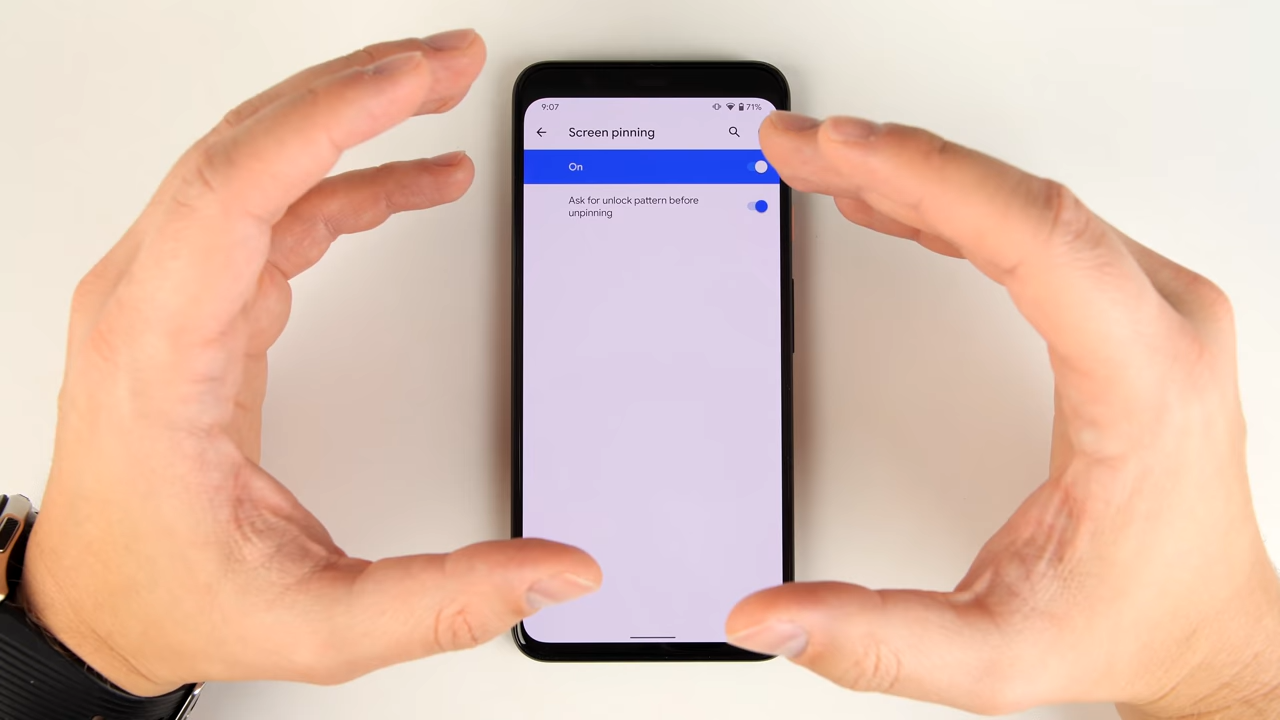 9:07
71%
Screen pinning
On
Ask for unlock pattern before
unpinning